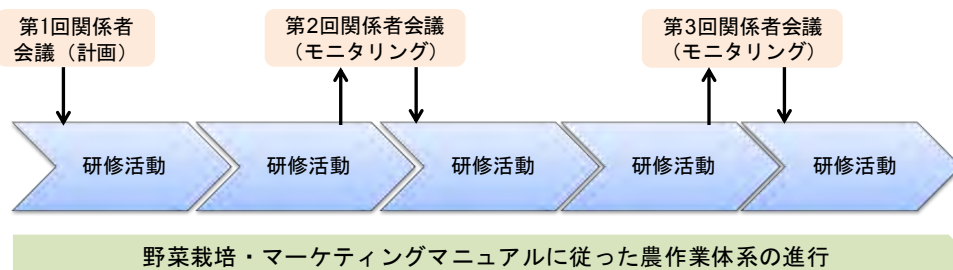 第1回関係者
会議（計画）
第2回関係者会議
（モニタリング）
第3回関係者会議
（モニタリング）
研修活動
研修活動
研修活動
研修活動
研修活動
野菜栽培・マーケティングマニュアルに従った農作業体系の進行